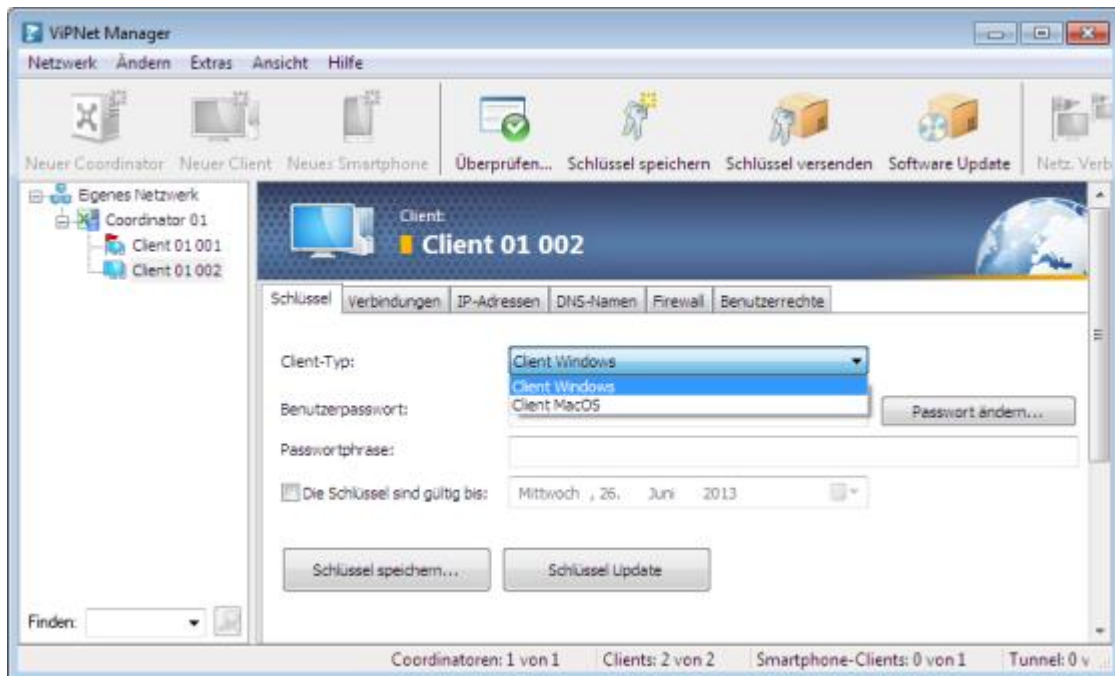 ViPNet Manager
Netzwerk Ändern Extras Ansicht Hilfe
Neuer Coordinator Neuer Client Neues Smartphone Überprüfen... Schlüssel speichern Schlüssel versenden Software Update Netz. Verb
Eigenes Netzwerk
Coordinator 01
Client 01 001
Client 01 002
Client:
Client 01 002
Schlüssel Verbindungen IP-Adressen DNS-Namen Firewall Benutzerrechte
Client-Typ: Client Windows
Client Windows
Client MacOS
Benutzerpasswort: Passwort ändern...
Passwortphrase:
Die Schlüssel sind gültig bis: Mittwoch , 26. Juni 2013
Schlüssel speichern... Schlüssel Update
Finden:
Coordinatoren: 1 von 1 Clients: 2 von 2 Smartphone-Clients: 0 von 1 Tunnel: 0 v